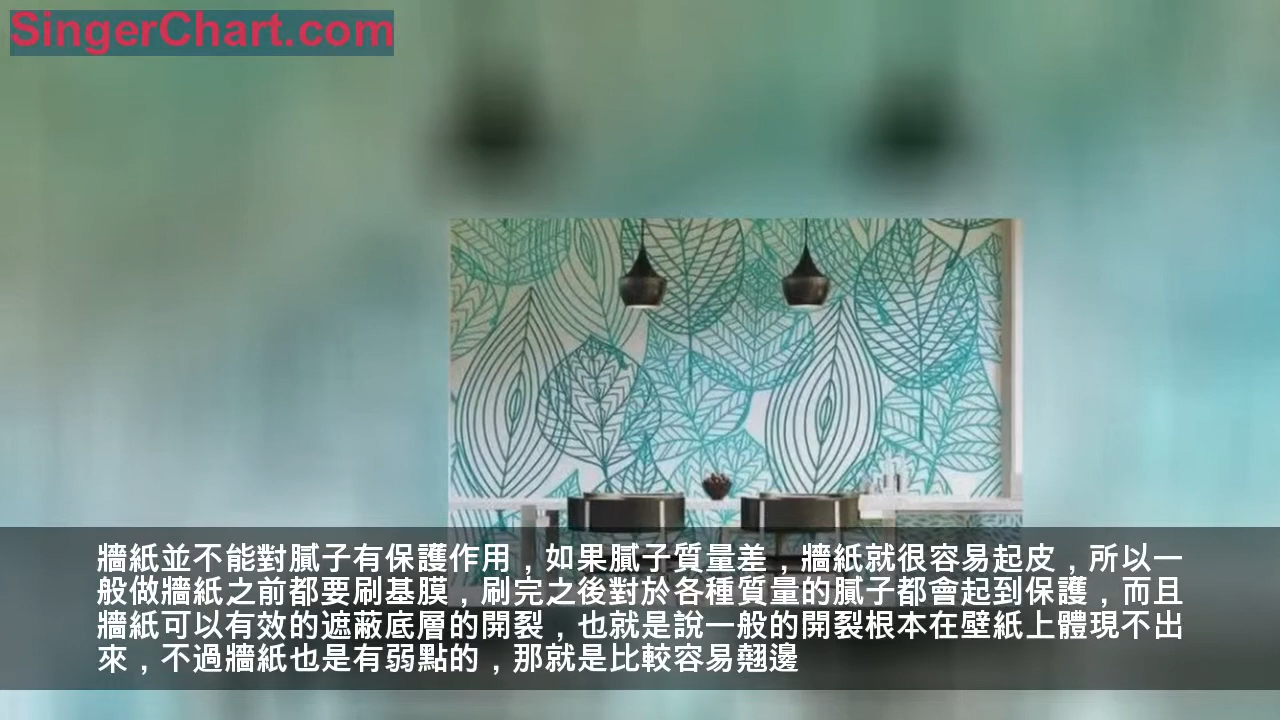 SingerChart.com
牆紙並不能對膩子有保護作用，如果膩子質量差，牆紙就很容易起皮，所以一
般做牆紙之前都要刷基膜，刷完之後對於各種質量的膩子都會起到保護，而且
牆紙可以有效的遮蔽底層的開裂，也就是說一般的開裂根本在壁紙上體現不出
來，不過牆紙也是有弱點的，那就是比較容易翹邊